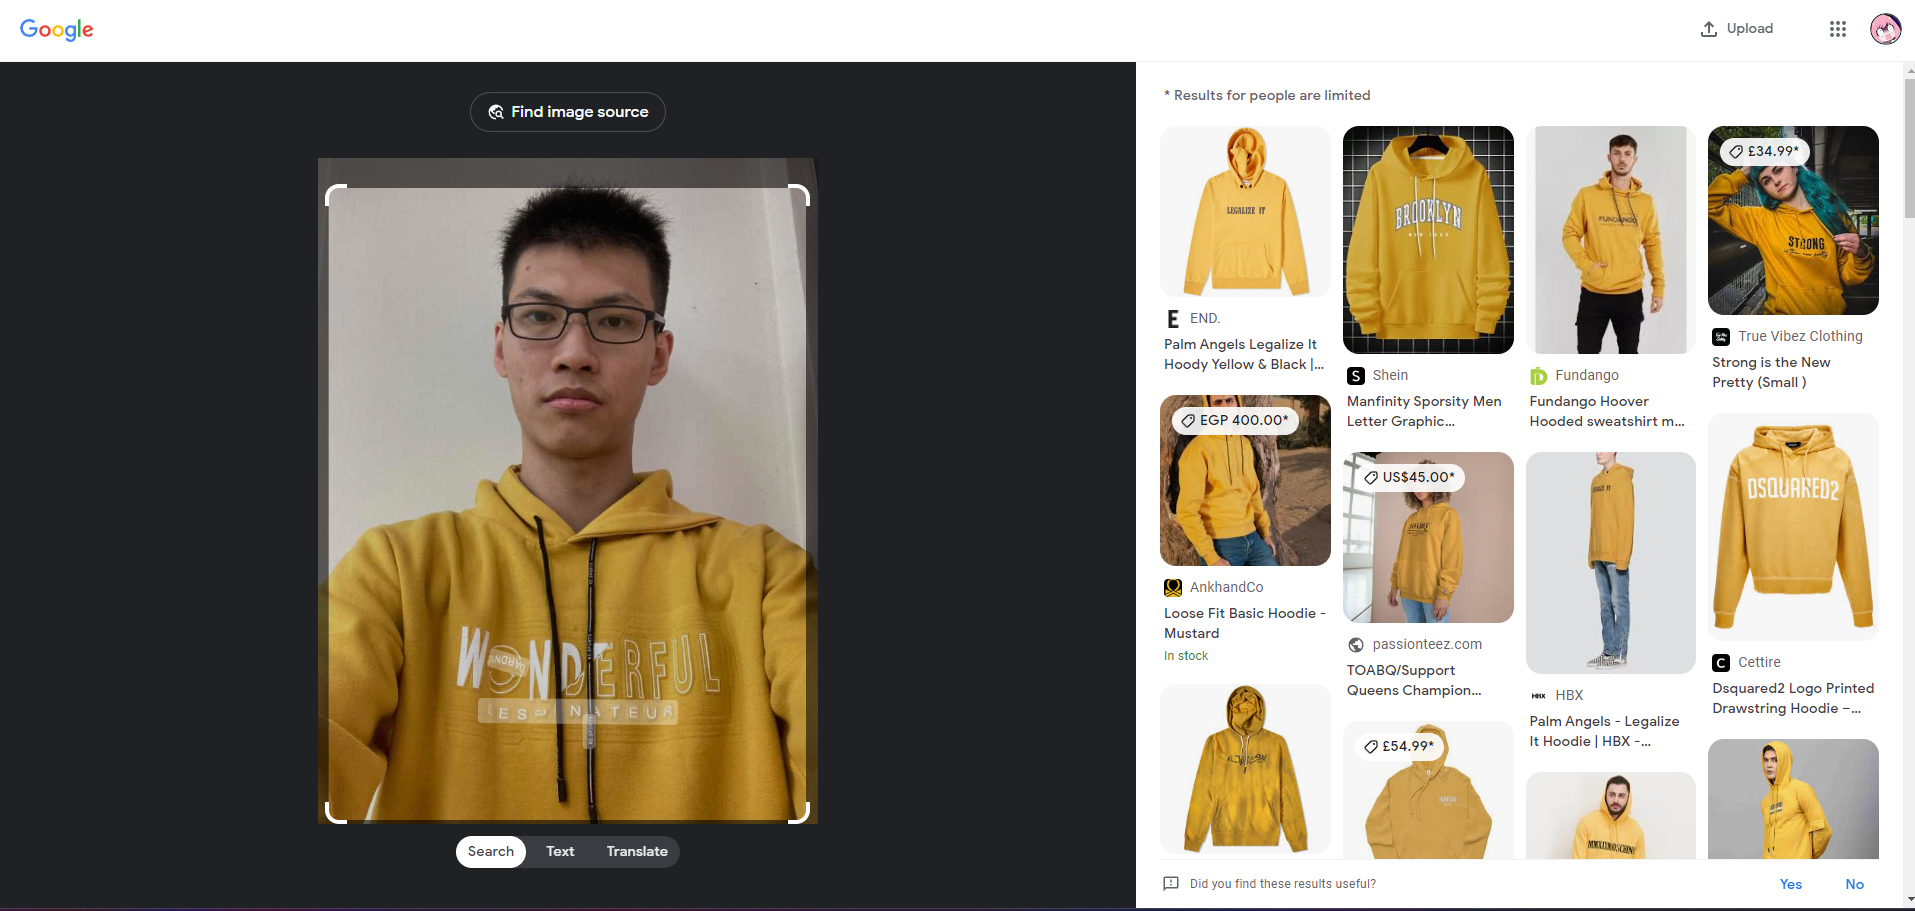 Google
Upload
Find image source
WONDERFUL
Search
Text
Translate
* Results for people are limited
LEGALIZE IT
END.
Palm Angels Legalize It
Hoody Yellow & Black |...
BROOKLYN
NEW YORK
Shein
Manfinity Sporsity Men
Letter Graphic...
FUNDANGO
Fundango
Fundango Hoover
Hooded sweatshirt m...
£34.99*
STRONG
True Vibez Clothing
Strong is the New
Pretty (Small )
EGP 400.00*
AnkhandCo
Loose Fit Basic Hoodie -
Mustard
In stock
US$45.00*
passionteez.com
TOABQ/Support
Queens Champion...
HBX
HBX
Palm Angels - Legalize
It Hoodie | HBX -...
DSQUARED2
Cettire
Dsquared2 Logo Printed
Drawstring Hoodie –...
£54.99*
Did you find these results useful?
Yes
No